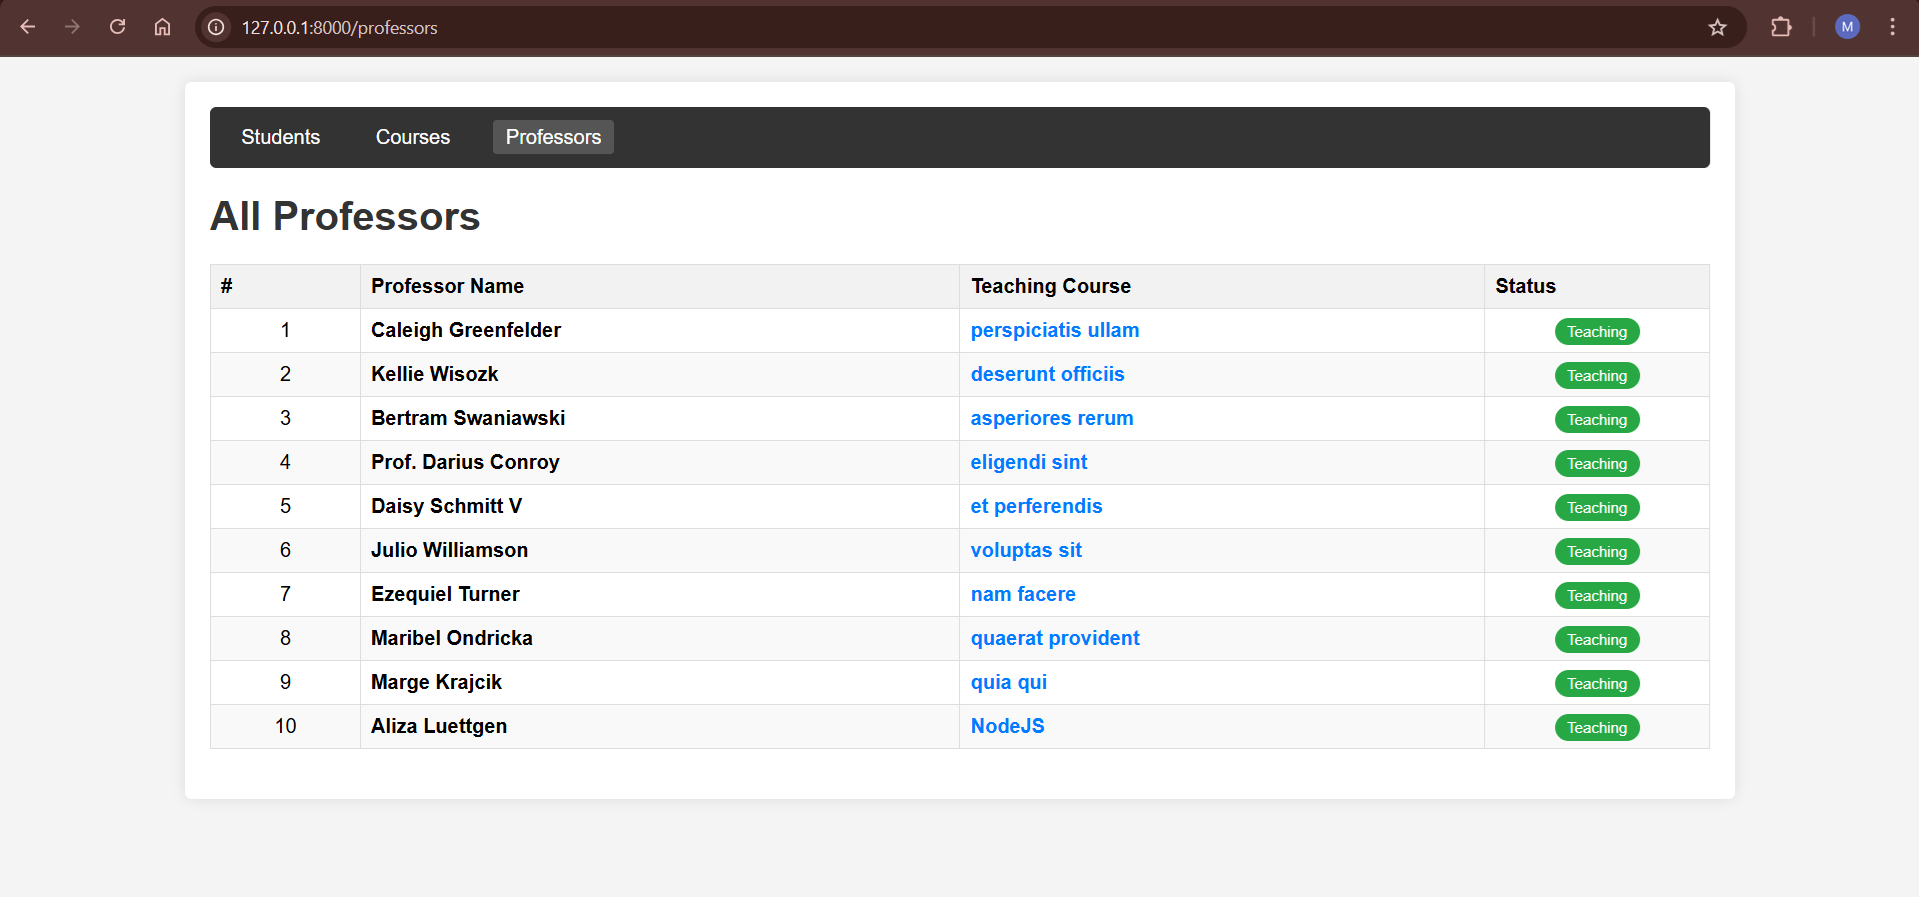 127.0.0.1:8000/professors
M
Students Courses Professors
All Professors
# Professor Name Teaching Course Status
1 Caleigh Greenfelder perspiciatis ullam Teaching
2 Kellie Wisozk deserunt officiis Teaching
3 Bertram Swaniawski asperiores rerum Teaching
4 Prof. Darius Conroy eligendi sint Teaching
5 Daisy Schmitt V et perferendis Teaching
6 Julio Williamson voluptas sit Teaching
7 Ezequiel Turner nam facere Teaching
8 Maribel Ondricka quaerat provident Teaching
9 Marge Krajcik quia qui Teaching
10 Aliza Luettgen NodeJS Teaching